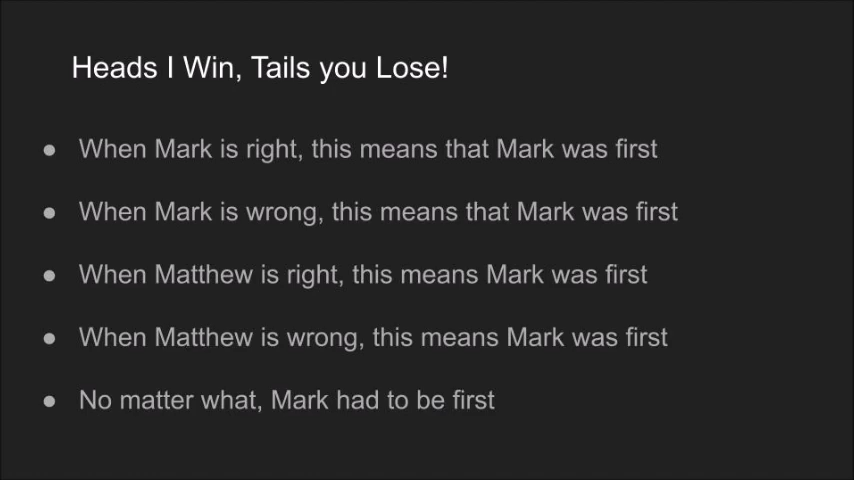 Heads I Win, Tails you Lose!
● When Mark is right, this means that Mark was first
● When Mark is wrong, this means that Mark was first
● When Matthew is right, this means Mark was first
● When Matthew is wrong, this means Mark was first
● No matter what, Mark had to be first